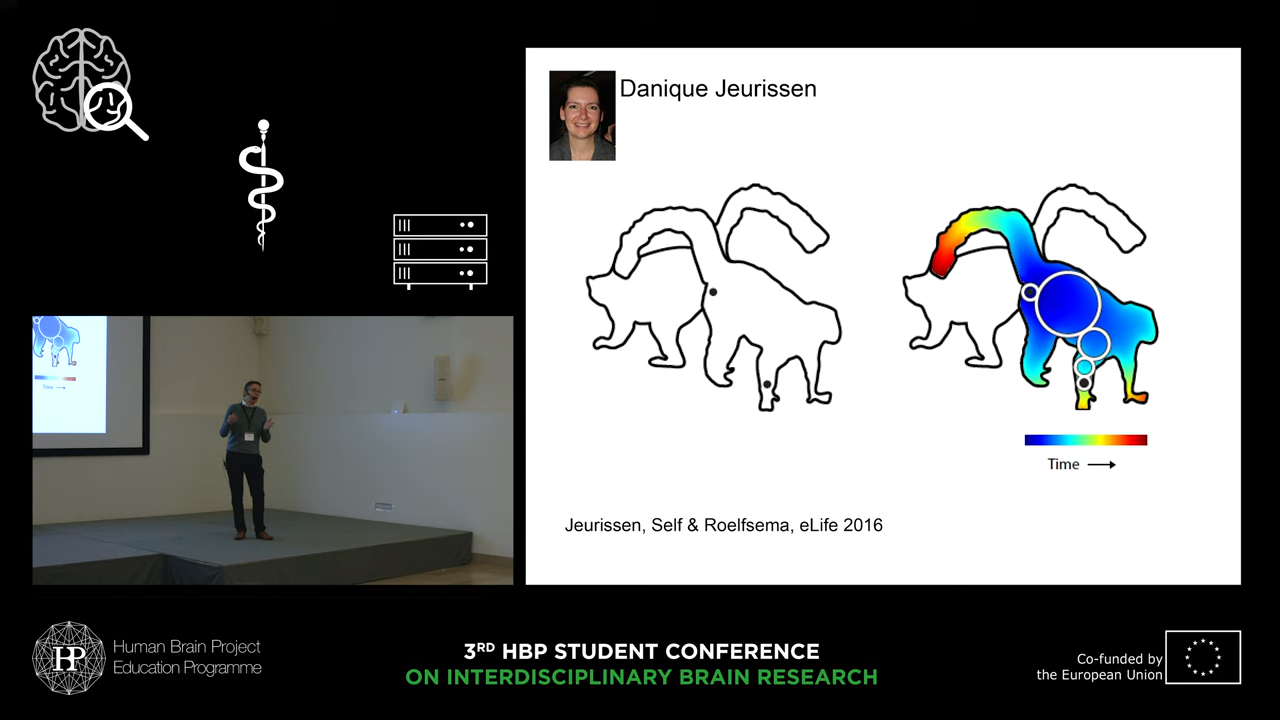 Danique Jeurissen
Time
Jeurissen, Self & Roelfsema, eLife 2016
Human Brain Project
Education Programme
3RD HBP STUDENT CONFERENCE
ON INTERDISCIPLINARY BRAIN RESEARCH
Co-funded by
the European Union